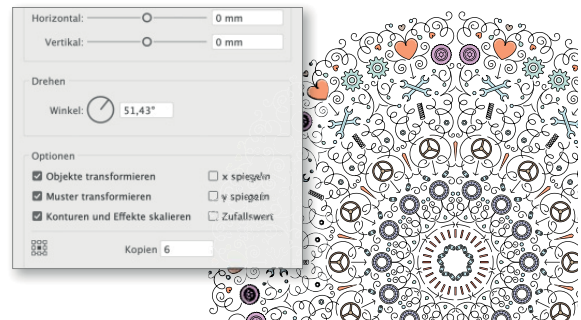 Horizontal: 0 mm
Vertikal: 0 mm
Drehen
Winkel: 51,43°
Optionen
Objekte transformieren x spiegeln
Muster transformieren y spiegeln
Konturen und Effekte skalieren Zufallswert
Kopien 6